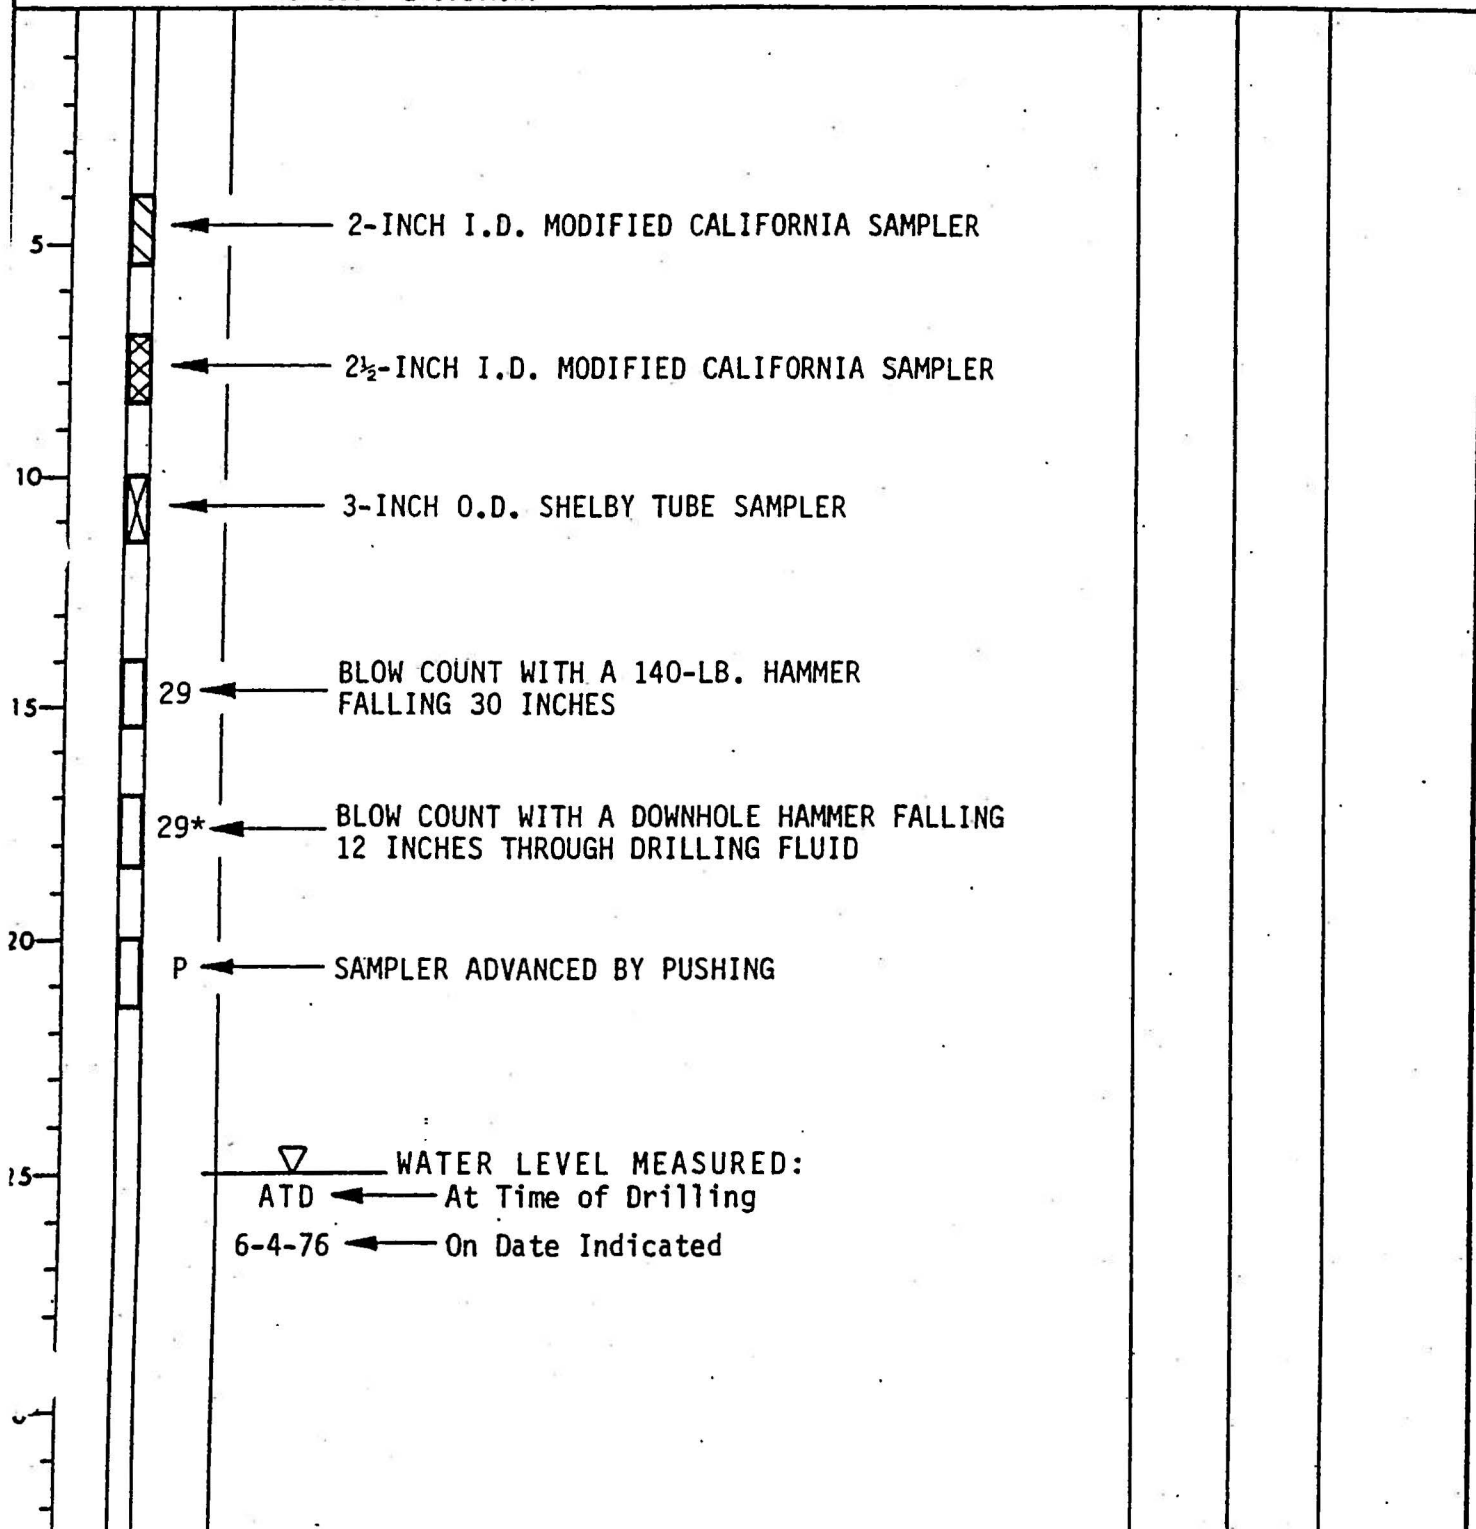 2-INCH I.D. MODIFIED CALIFORNIA SAMPLER
5
2½-INCH I.D. MODIFIED CALIFORNIA SAMPLER
10
3-INCH O.D. SHELBY TUBE SAMPLER
29 BLOW COUNT WITH A 140-LB. HAMMER
15 FALLING 30 INCHES
29* BLOW COUNT WITH A DOWNHOLE HAMMER FALLING
12 INCHES THROUGH DRILLING FLUID
20
P SAMPLER ADVANCED BY PUSHING
WATER LEVEL MEASURED:
25
ATD At Time of Drilling
6-4-76 On Date Indicated